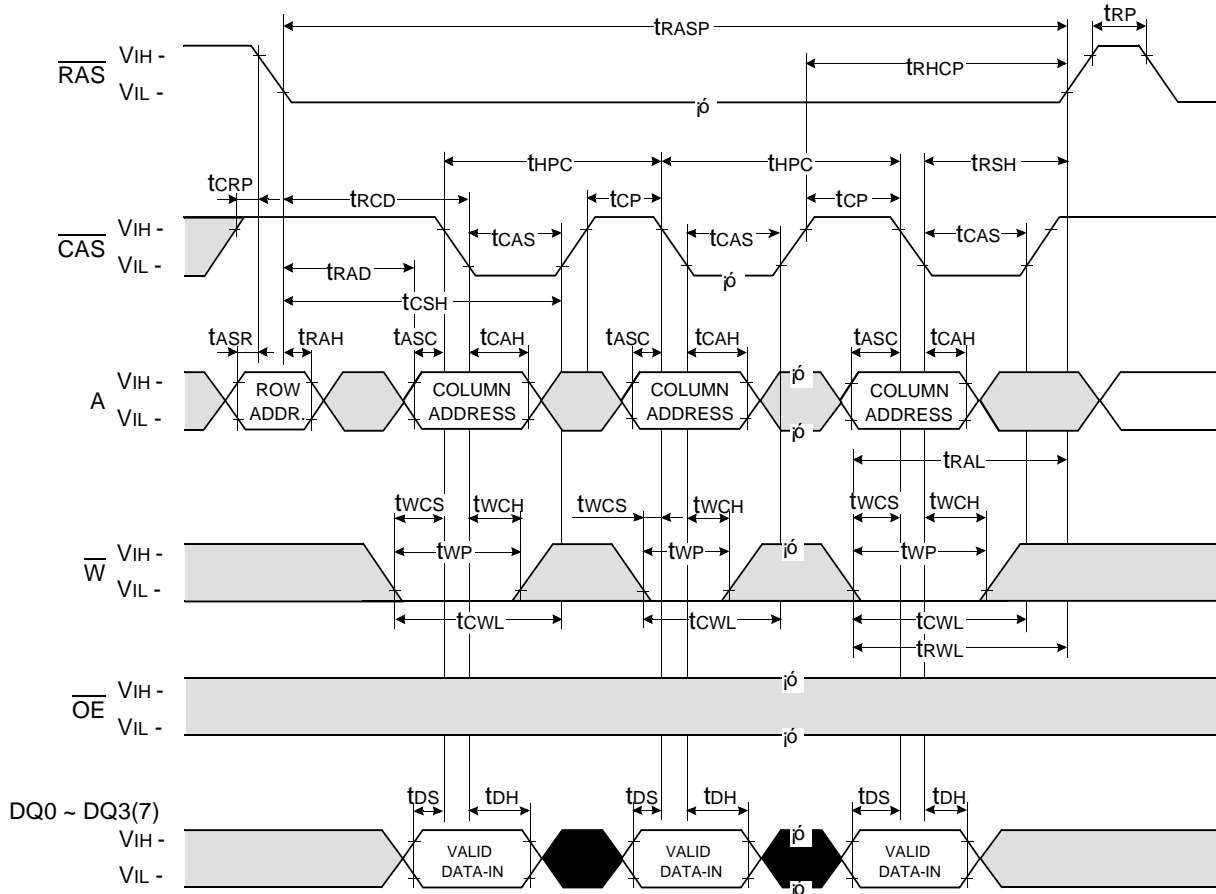 tRASP
tRP
VIH -
RAS
VIL -
tRHCP
¡ó
tHPC
tHPC
tRSH
tCRP
tRCD
tCP
tCP
VIH -
CAS
VIL -
tCAS
tCAS
tCAS
¡ó
tRAD
tCSH
tASR
tRAH
tASC
tCAH
tASC
tCAH
tASC
tCAH
VIH -
A
VIL -
ROW
ADDR.
COLUMN
ADDRESS
COLUMN
ADDRESS
¡ó
¡ó
COLUMN
ADDRESS
tRAL
tWCS
tWCH
tWCS
tWCH
tWCS
tWCH
VIH -
W
VIL -
tWP
tWP
¡ó
tWP
tCWL
tCWL
tCWL
tRWL
OE
VIH -
VIL -
¡ó
¡ó
DQ0 ~ DQ3(7)
tDS
tDH
tDS
tDH
tDS
tDH
VIH -
VIL -
VALID
DATA-IN
VALID
DATA-IN
¡ó
¡ó
VALID
DATA-IN